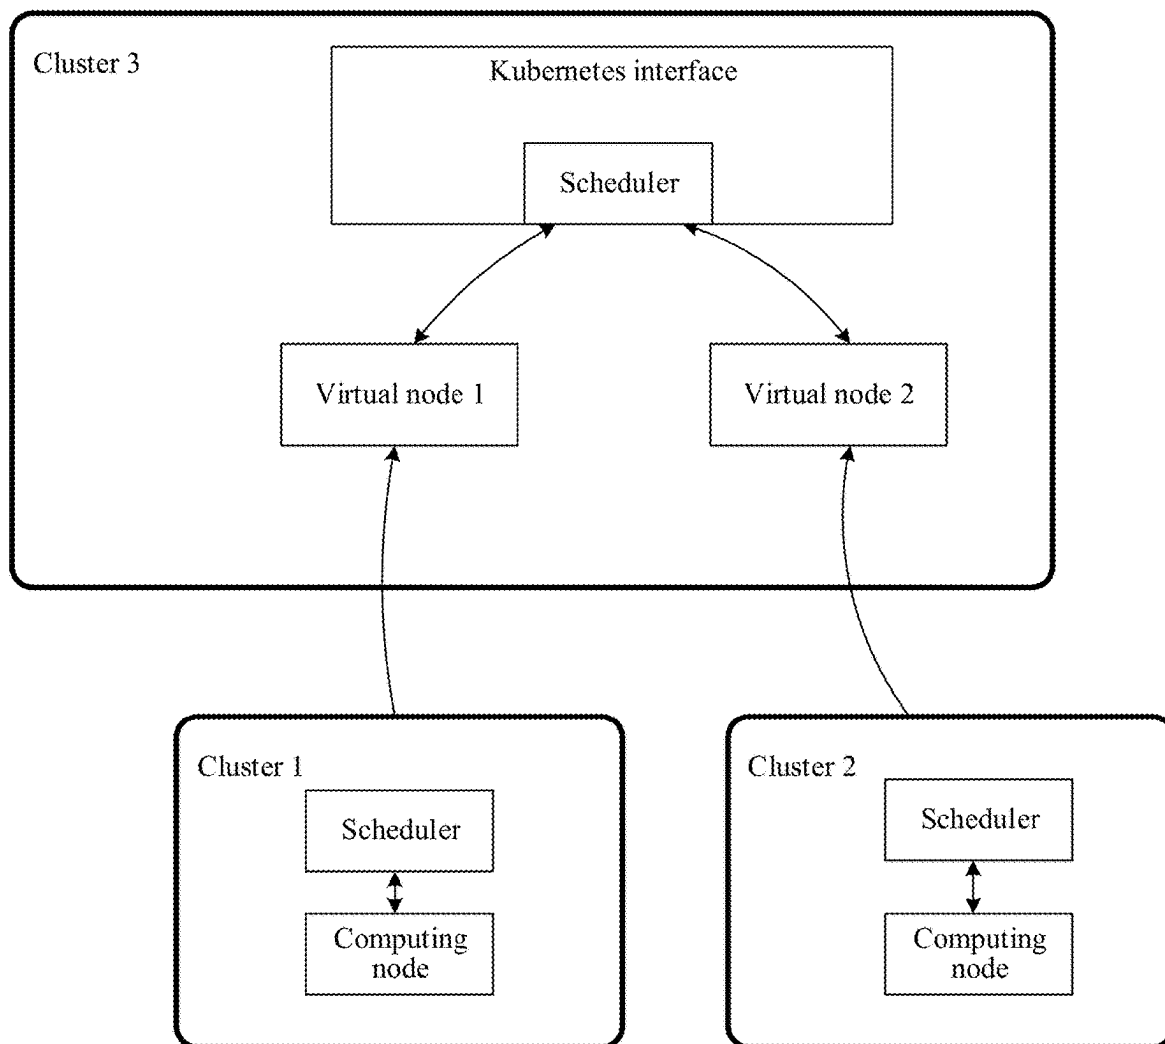 Cluster 3
Kubernetes interface
Scheduler
Virtual node 1
Virtual node 2
Cluster 1
Scheduler
Computing
node
Cluster 2
Scheduler
Computing
node